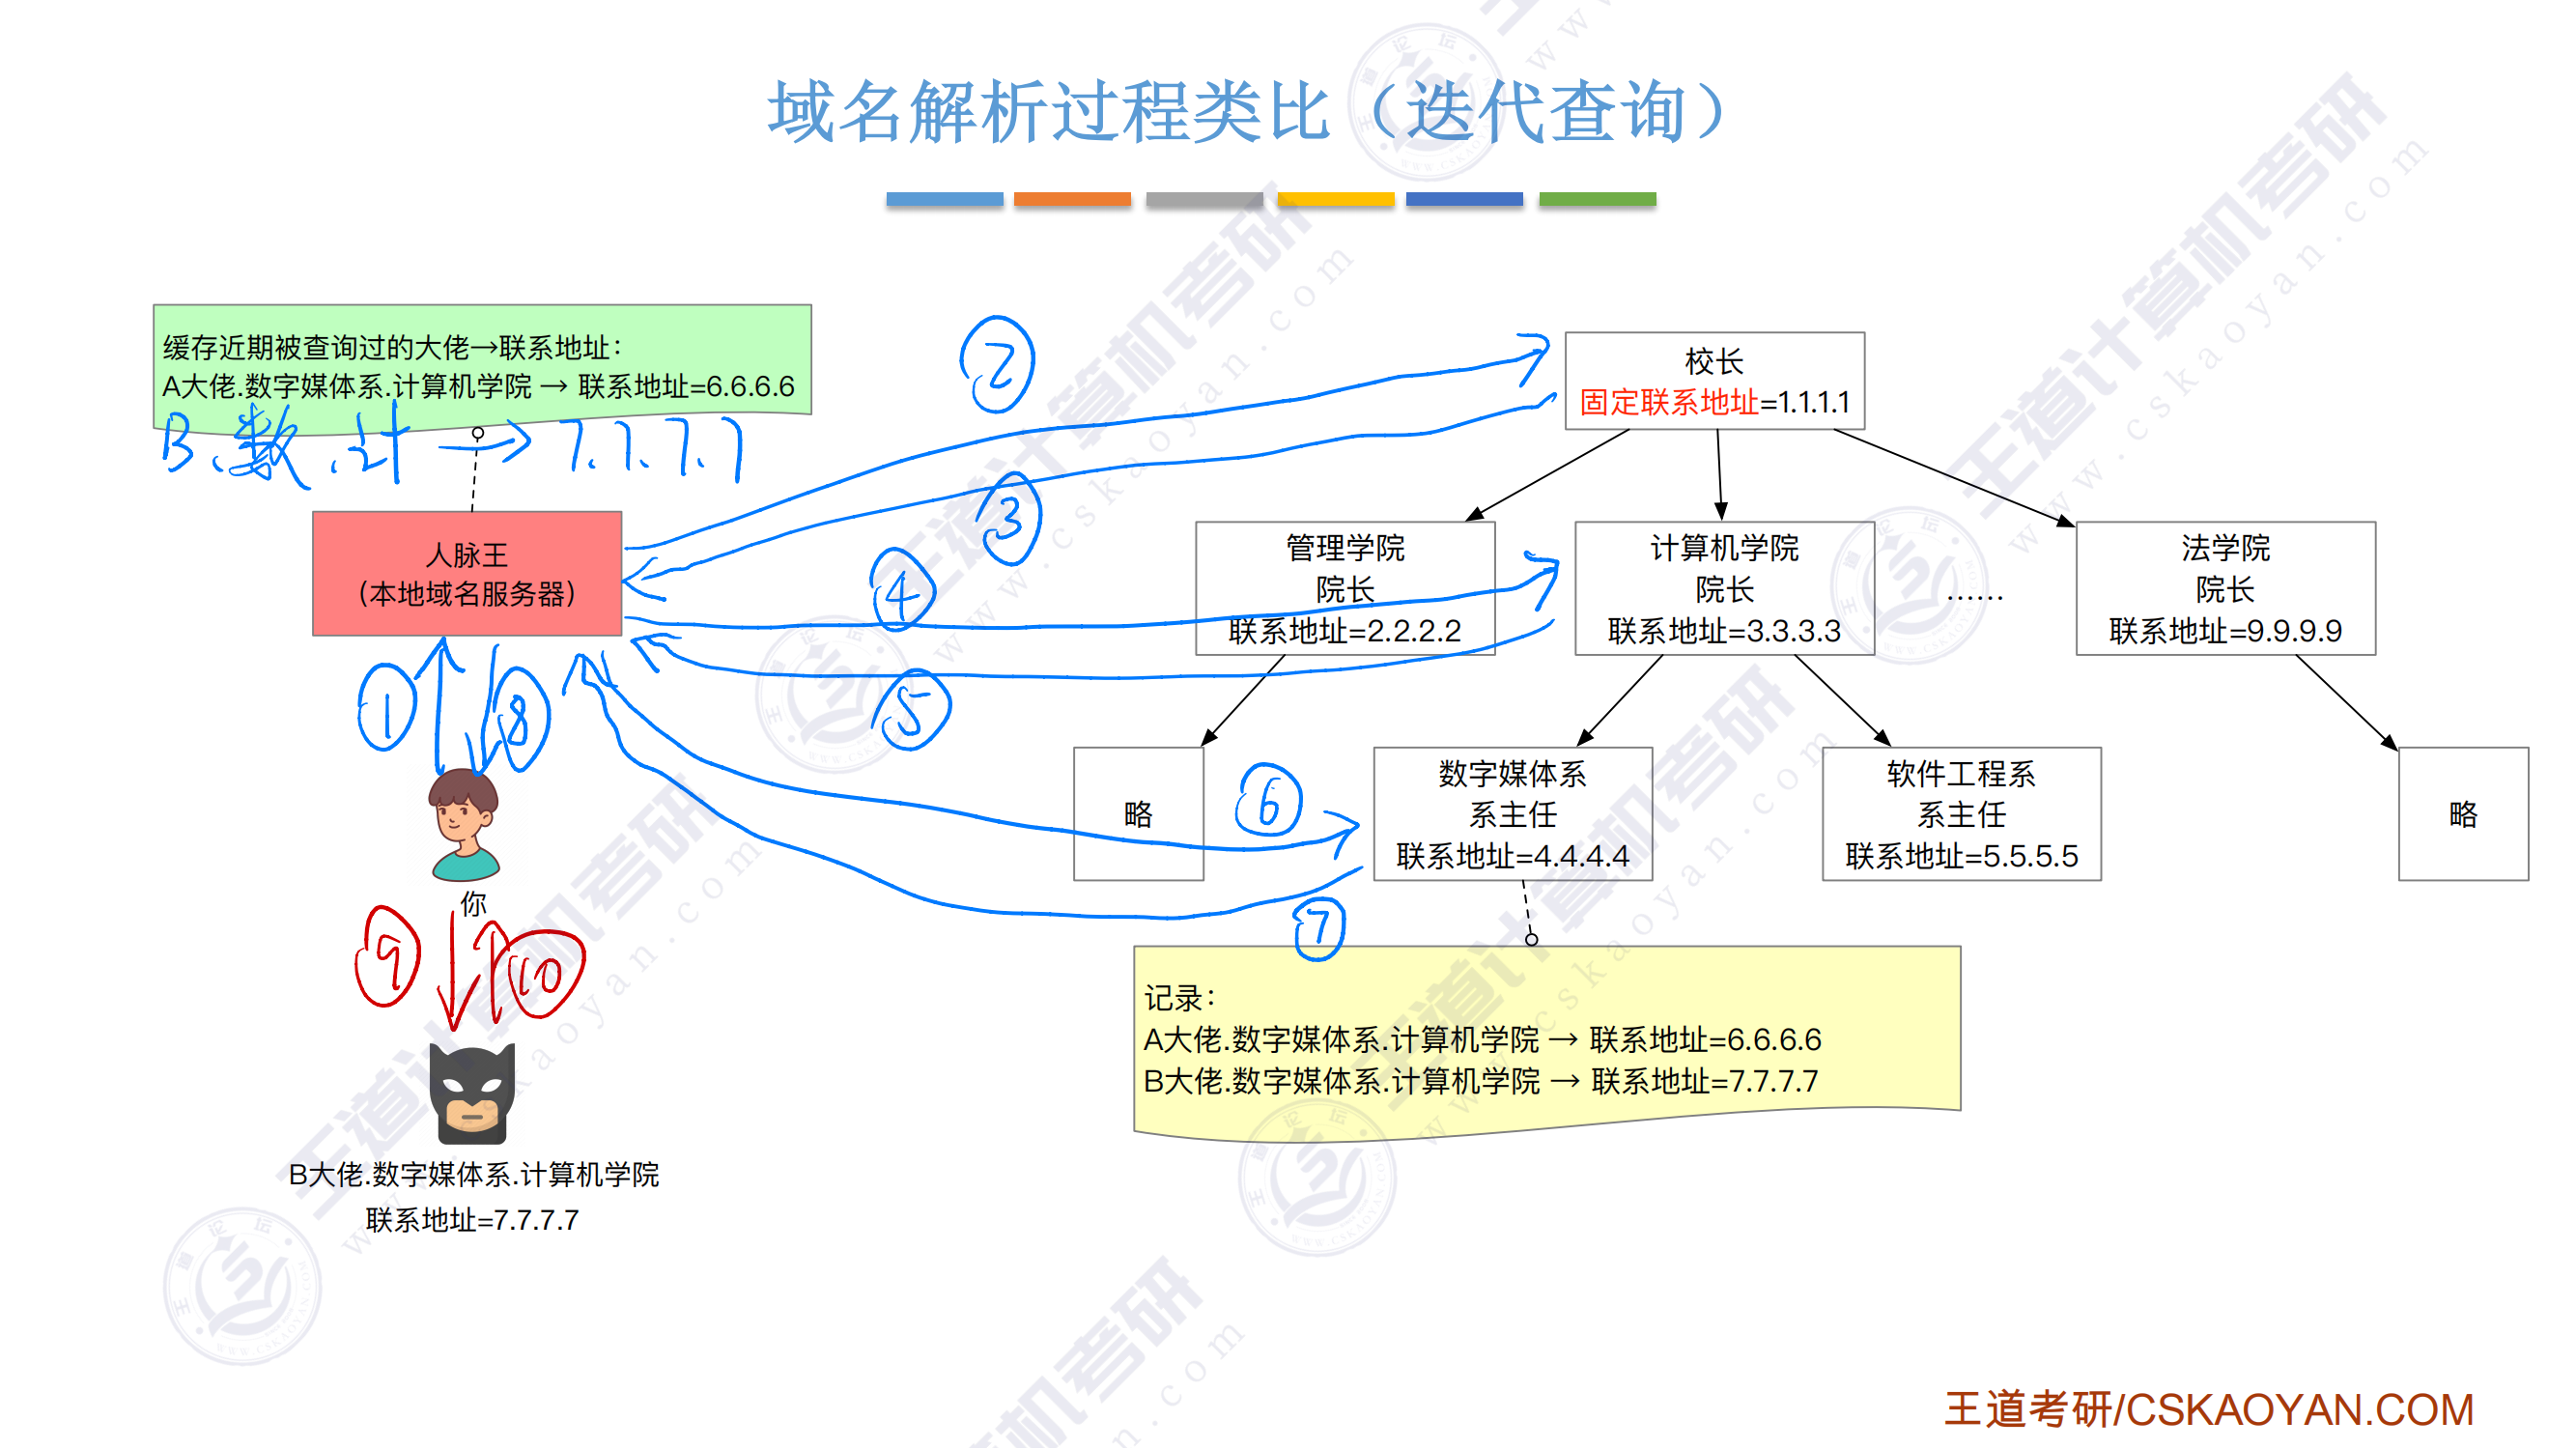 域名解析过程类比（迭代查询）
缓存近期被查询过的大佬→联系地址：
A大佬.数字媒体系.计算机学院 → 联系地址=6.6.6.6
B.数.计 → 7.7.7.7
人脉王
（本地域名服务器）
②
③
④
⑤
⑥
⑦
①
⑧
你
⑨
⑩
B大佬.数字媒体系.计算机学院
联系地址=7.7.7.7
校长
固定联系地址=1.1.1.1
管理学院
院长
联系地址=2.2.2.2
计算机学院
院长
联系地址=3.3.3.3
……
法学院
院长
联系地址=9.9.9.9
略
数字媒体系
系主任
联系地址=4.4.4.4
软件工程系
系主任
联系地址=5.5.5.5
略
记录：
A大佬.数字媒体系.计算机学院 → 联系地址=6.6.6.6
B大佬.数字媒体系.计算机学院 → 联系地址=7.7.7.7
王道考研/CSKAOYAN.COM
王道计算机考研
www.cskaoyan.com